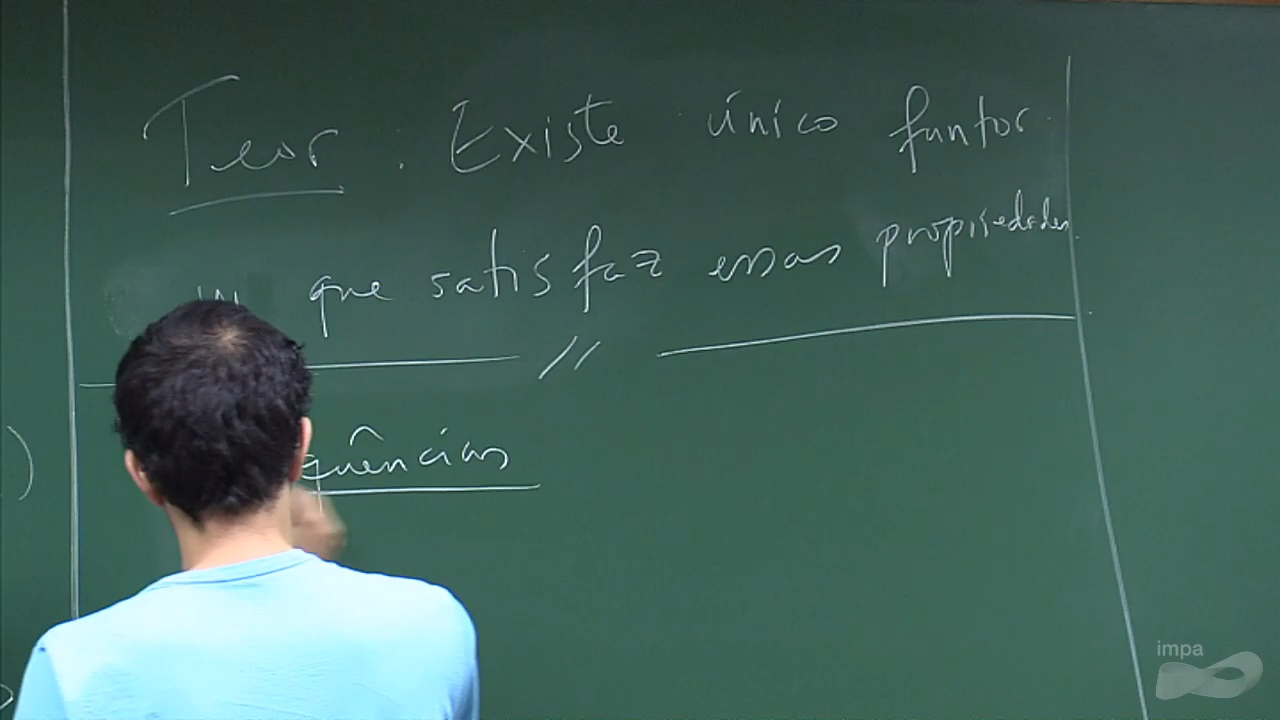 Teor. Existe único funtor
que satisfaz essas propriedades.
quências
impa